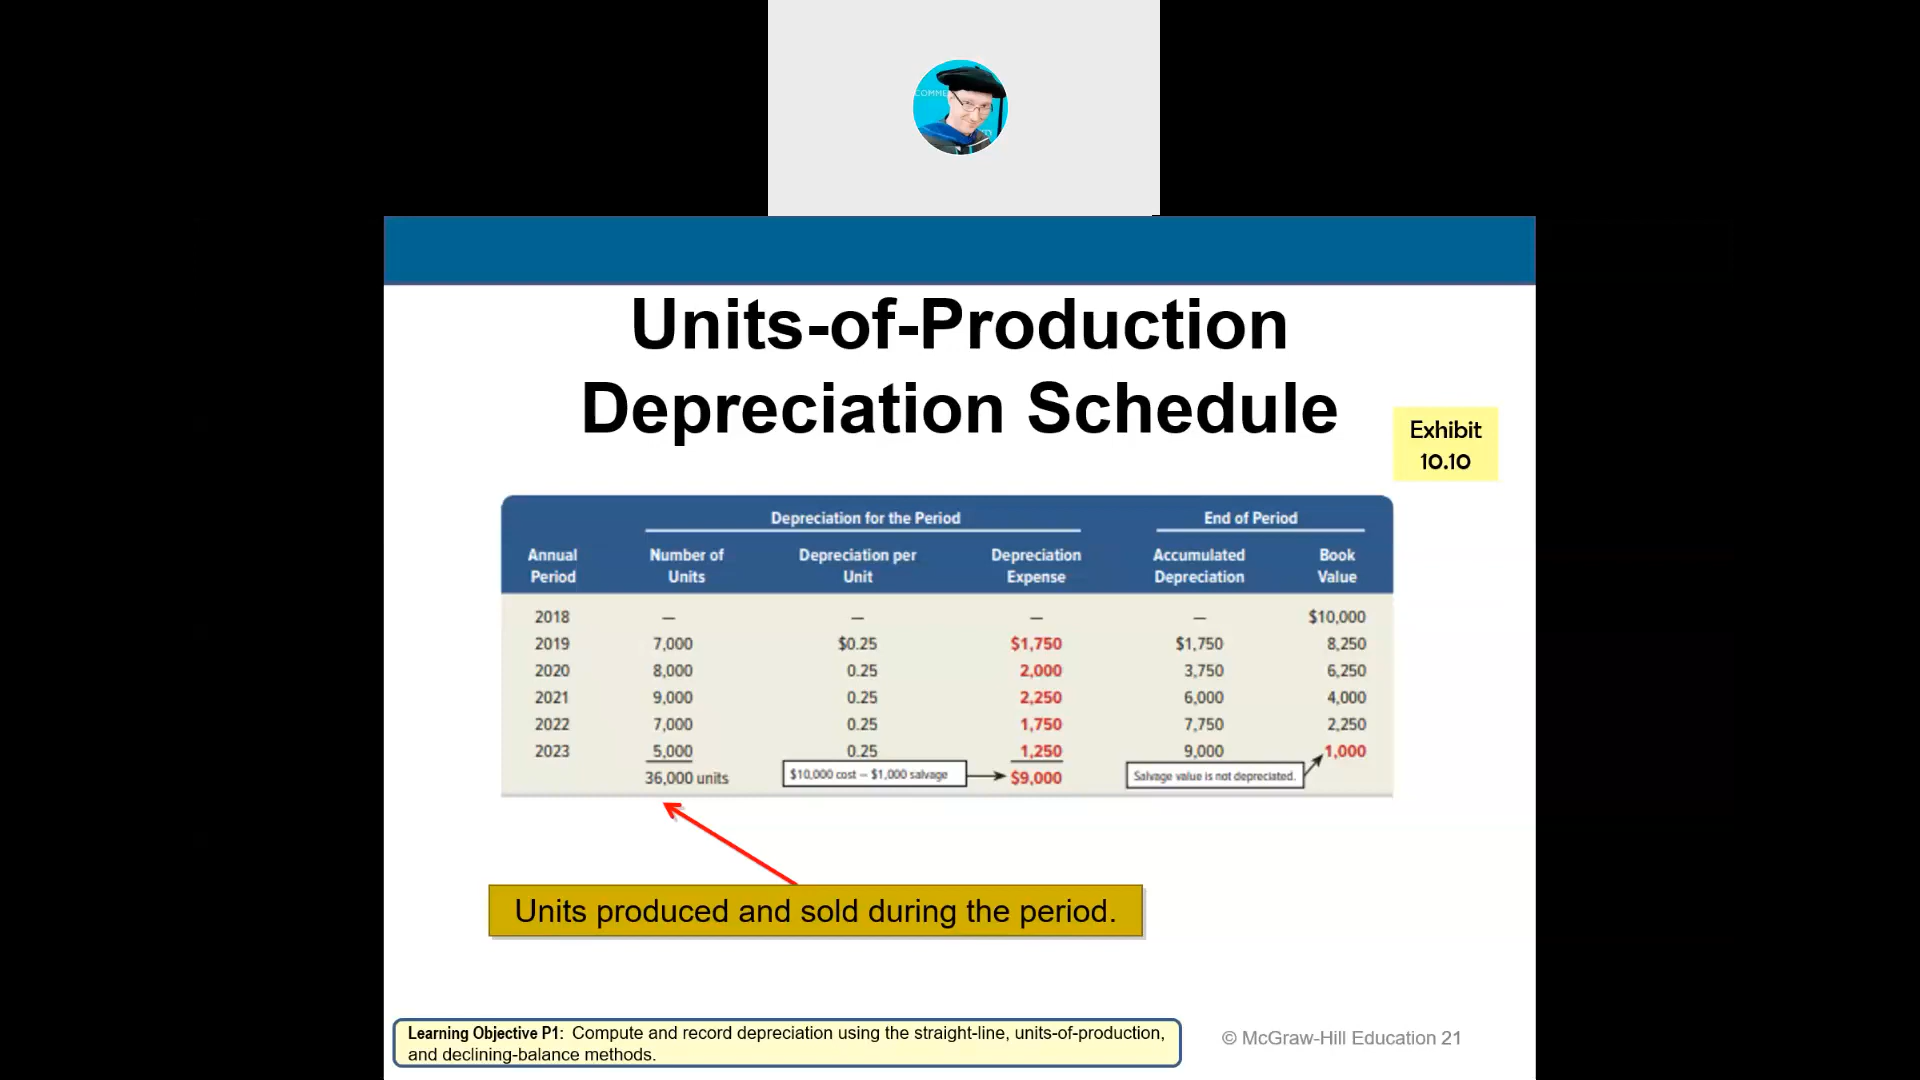 COMME
Units-of-Production
Depreciation Schedule
Exhibit
10.10
Depreciation for the Period End of Period
Annual Number of Depreciation per Depreciation Accumulated Book
Period Units Unit Expense Depreciation Value
2018 — — — — $10,000
2019 7,000 $0.25 $1,750 $1,750 8,250
2020 8,000 0.25 2,000 3,750 6,250
2021 9,000 0.25 2,250 6,000 4,000
2022 7,000 0.25 1,750 7,750 2,250
2023 5,000 0.25 1,250 9,000 1,000
36,000 units $10,000 cost – $1,000 salvage $9,000 Salvage value is not depreciated.
Units produced and sold during the period.
Learning Objective P1: Compute and record depreciation using the straight-line, units-of-production,
and declining-balance methods.
© McGraw-Hill Education 21